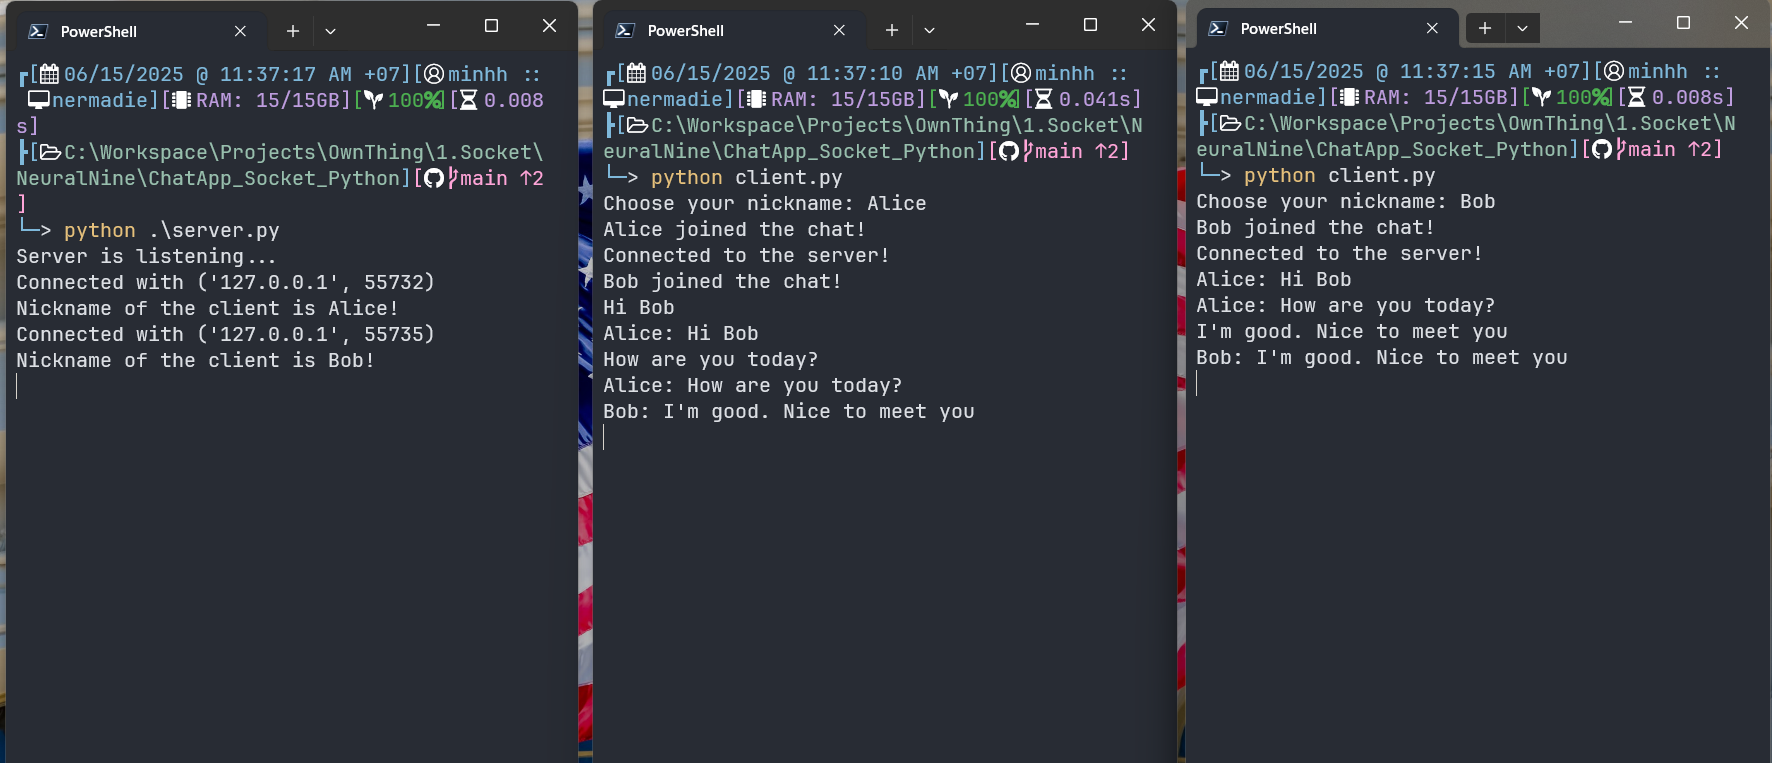 PowerShell
[06/15/2025 @ 11:37:17 AM +07][minhh ::
nermadie][RAM: 15/15GB][100%][0.008
s]
[C:\Workspace\Projects\OwnThing\1.Socket\
NeuralNine\ChatApp_Socket_Python][main ↑2
]
└─> python .\server.py
Server is listening...
Connected with ('127.0.0.1', 55732)
Nickname of the client is Alice!
Connected with ('127.0.0.1', 55735)
Nickname of the client is Bob!
PowerShell
[06/15/2025 @ 11:37:10 AM +07][minhh ::
nermadie][RAM: 15/15GB][100%][0.041s]
[C:\Workspace\Projects\OwnThing\1.Socket\N
euralNine\ChatApp_Socket_Python][main ↑2]
└─> python client.py
Choose your nickname: Alice
Alice joined the chat!
Connected to the server!
Bob joined the chat!
Hi Bob
Alice: Hi Bob
How are you today?
Alice: How are you today?
Bob: I'm good. Nice to meet you
PowerShell
[06/15/2025 @ 11:37:15 AM +07][minhh ::
nermadie][RAM: 15/15GB][100%][0.008s]
[C:\Workspace\Projects\OwnThing\1.Socket\N
euralNine\ChatApp_Socket_Python][main ↑2]
└─> python client.py
Choose your nickname: Bob
Bob joined the chat!
Connected to the server!
Alice: Hi Bob
Alice: How are you today?
I'm good. Nice to meet you
Bob: I'm good. Nice to meet you